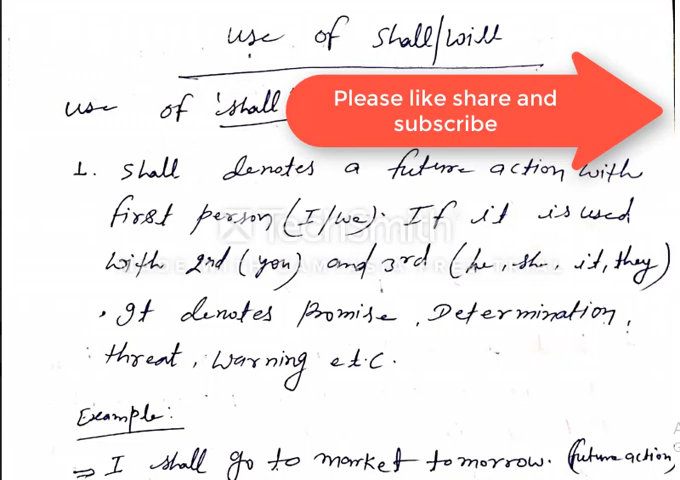 use of shall/will
use of 'shall'
Please like share and
subscribe
1. shall denotes a future action with
first person (I/we). If it is used
TechSmith
with 2nd (you) and 3rd (he, she, it, they)
. It denotes Promise, Determination,
threat, warning etc.
Example:
⇒ I shall go to market tomorrow. (future action,